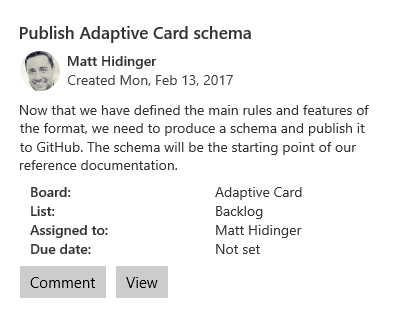 Publish Adaptive Card schema
Matt Hidinger
Created Mon, Feb 13, 2017
Now that we have defined the main rules and features of
the format, we need to produce a schema and publish it
to GitHub. The schema will be the starting point of our
reference documentation.
Board: Adaptive Card
List: Backlog
Assigned to: Matt Hidinger
Due date: Not set
Comment View